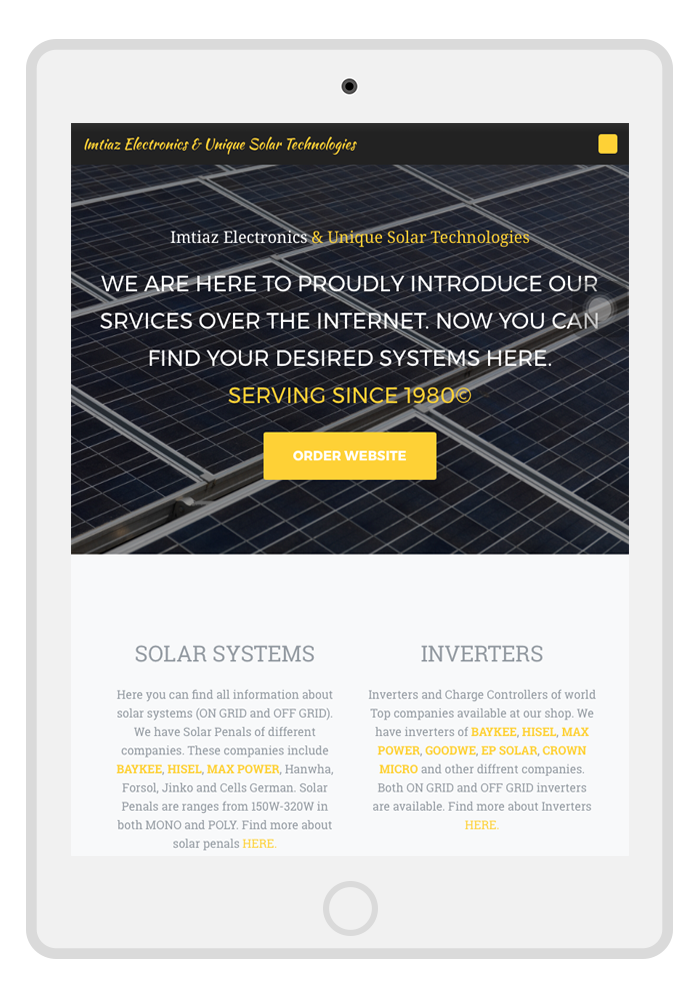 Imtiaz Electronics & Unique Solar Technologies
Imtiaz Electronics & Unique Solar Technologies
WE ARE HERE TO PROUDLY INTRODUCE OUR
SRVICES OVER THE INTERNET. NOW YOU CAN
FIND YOUR DESIRED SYSTEMS HERE.
SERVING SINCE 1980©
ORDER WEBSITE
SOLAR SYSTEMS
Here you can find all information about
solar systems (ON GRID and OFF GRID).
We have Solar Penals of different
companies. These companies include
BAYKEE, HISEL, MAX POWER, Hanwha,
Forsol, Jinko and Cells German. Solar
Penals are ranges from 150W-320W in
both MONO and POLY. Find more about
solar penals HERE.
INVERTERS
Inverters and Charge Controllers of world
Top companies available at our shop. We
have inverters of BAYKEE, HISEL, MAX
POWER, GOODWE, EP SOLAR, CROWN
MICRO and other diffrent companies.
Both ON GRID and OFF GRID inverters
are available. Find more about Inverters
HERE.